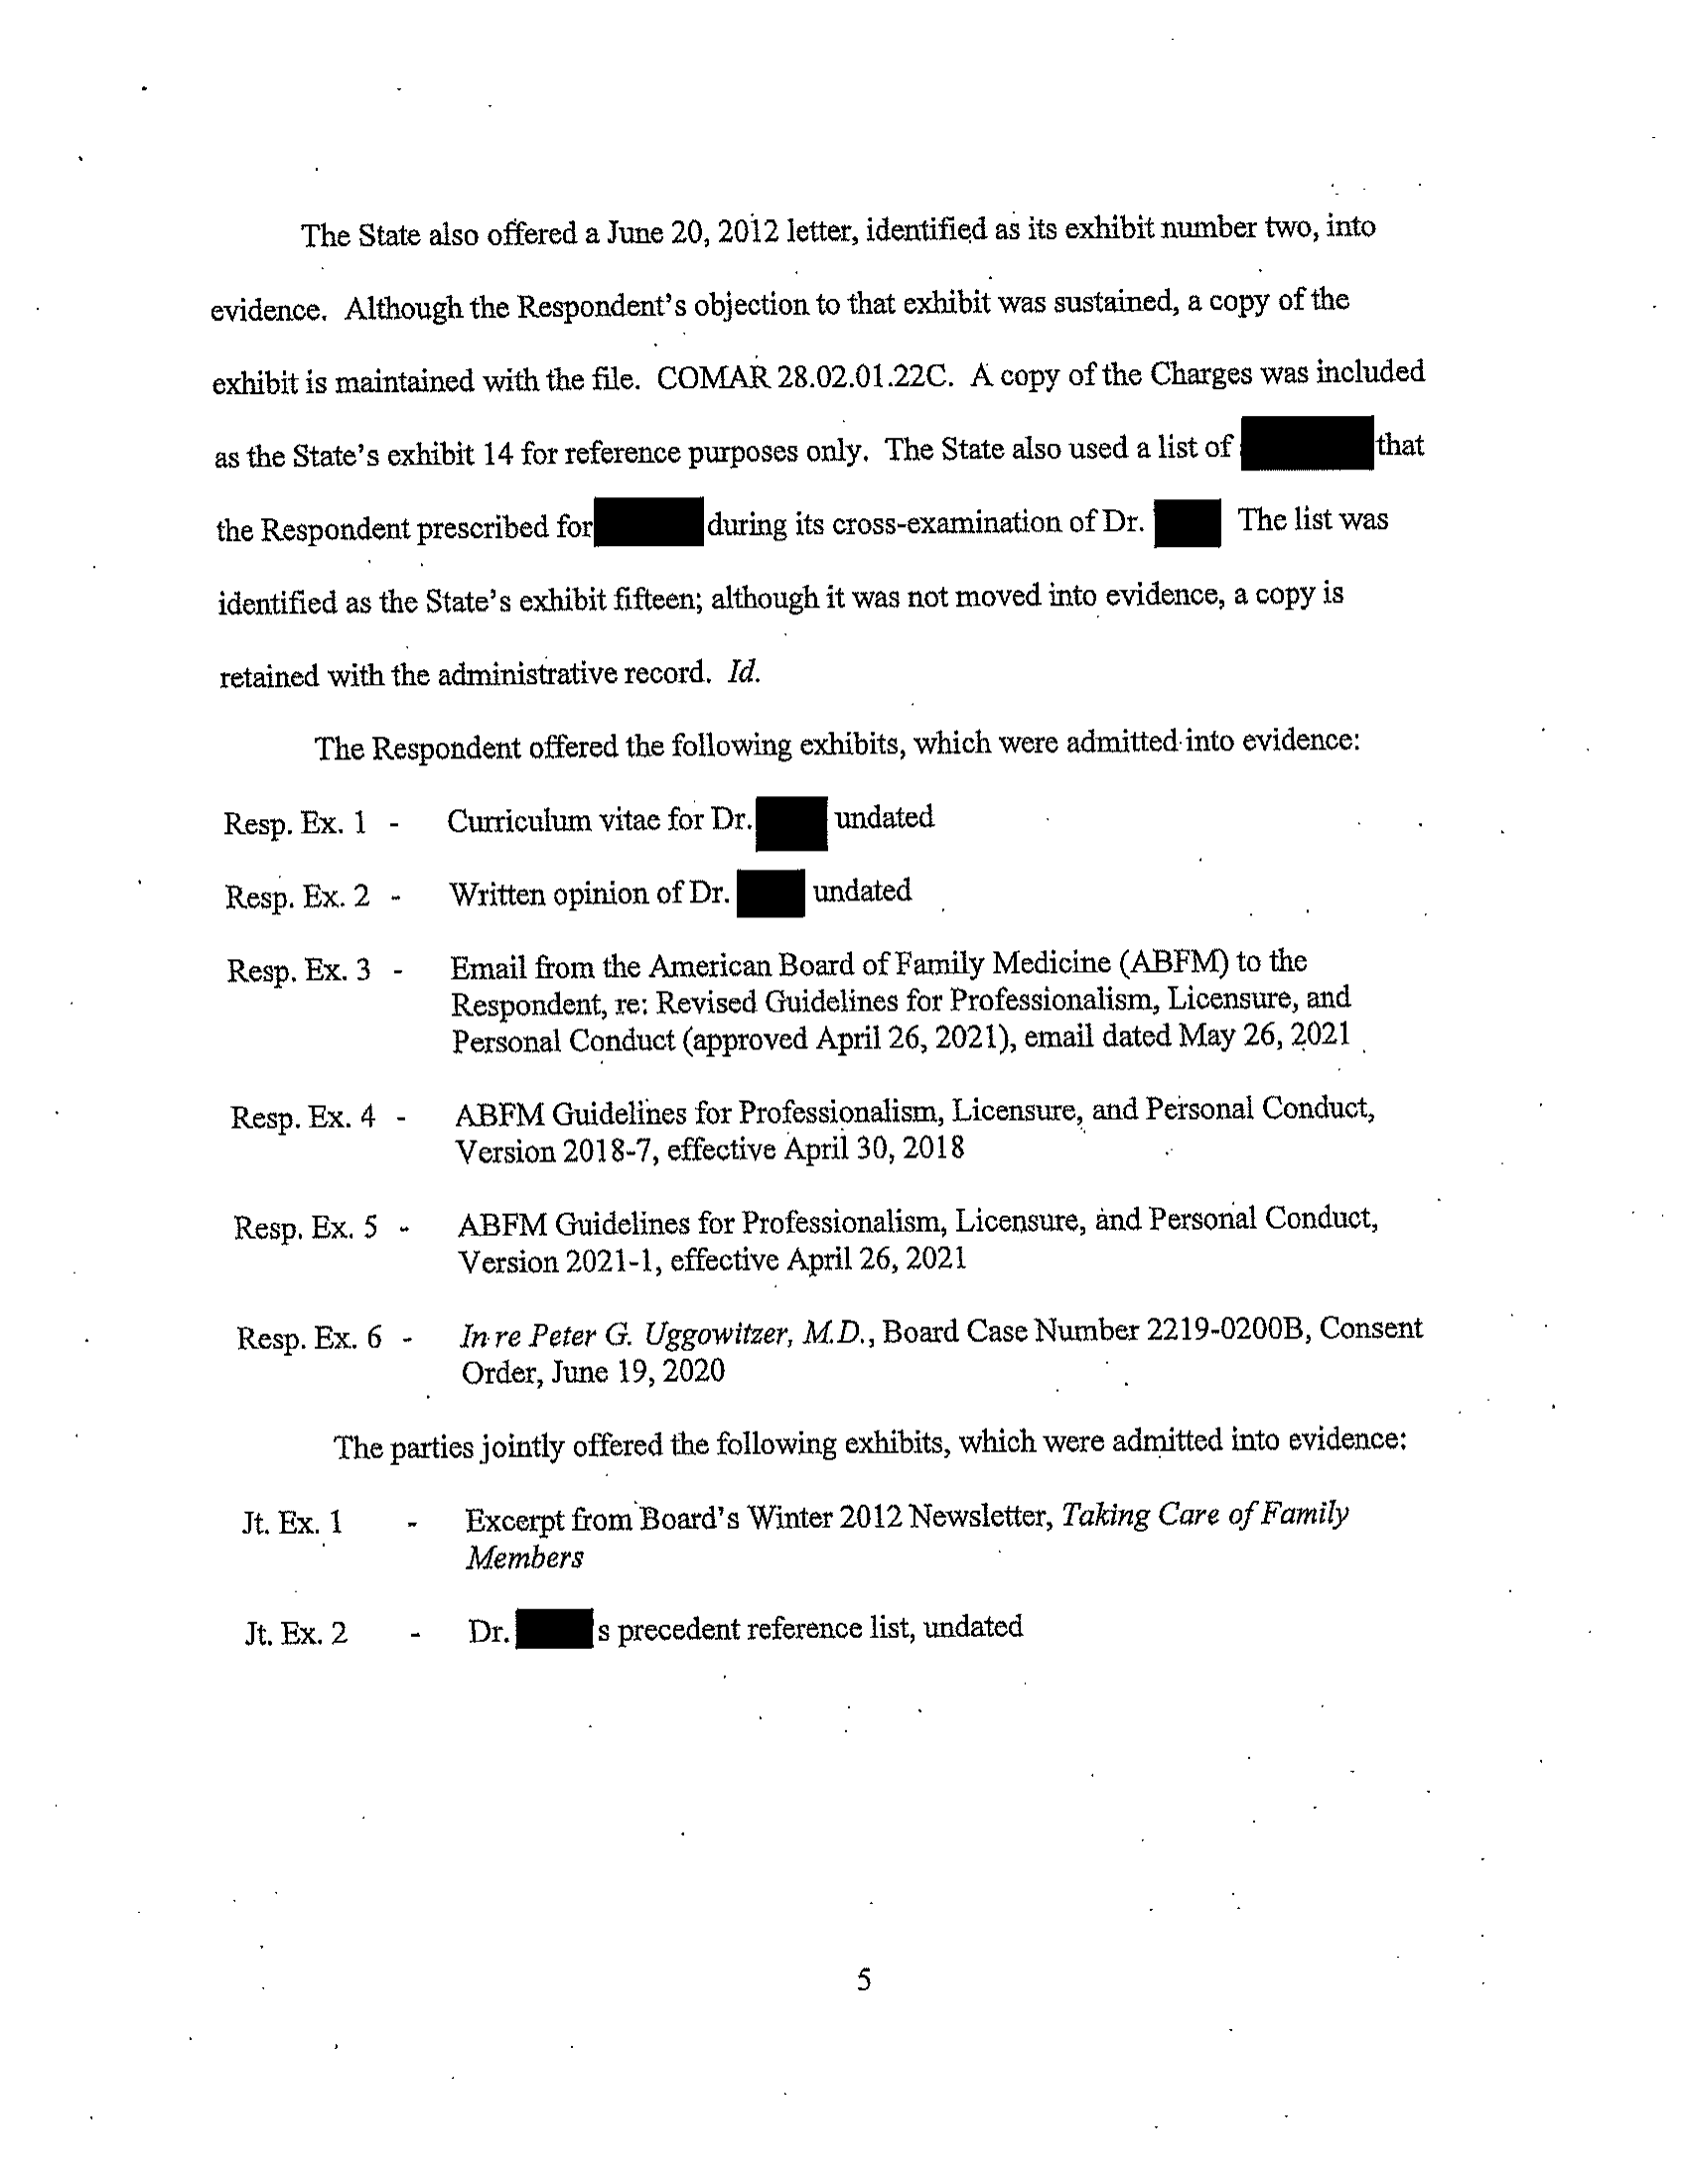 The State also offered a June 20, 2012 letter, identified as its exhibit number two, into
evidence. Although the Respondent's objection to that exhibit was sustained, a copy of the
exhibit is maintained with the file. COMAR 28.02.01.22C. A copy of the Charges was included
as the State's exhibit 14 for reference purposes only. The State also used a list of that
the Respondent prescribed for during its cross-examination of Dr. The list was
identified as the State's exhibit fifteen; although it was not moved into evidence, a copy is
retained with the administrative record. Id.
The Respondent offered the following exhibits, which were admitted into evidence:
Resp. Ex. 1 - Curriculum vitae for Dr. undated
Resp. Ex. 2 - Written opinion of Dr. undated
Resp. Ex. 3 - Email from the American Board of Family Medicine (ABFM) to the
Respondent, re: Revised Guidelines for Professionalism, Licensure, and
Personal Conduct (approved April 26, 2021), email dated May 26, 2021
Resp. Ex. 4 - ABFM Guidelines for Professionalism, Licensure, and Personal Conduct,
Version 2018-7, effective April 30, 2018
Resp. Ex. 5 - ABFM Guidelines for Professionalism, Licensure, and Personal Conduct,
Version 2021-1, effective April 26, 2021
Resp. Ex. 6 - In re Peter G. Uggowitzer, M.D., Board Case Number 2219-0200B, Consent
Order, June 19, 2020
The parties jointly offered the following exhibits, which were admitted into evidence:
Jt. Ex. 1 - Excerpt from Board's Winter 2012 Newsletter, Taking Care of Family
Members
Jt. Ex. 2 - Dr. s precedent reference list, undated
5